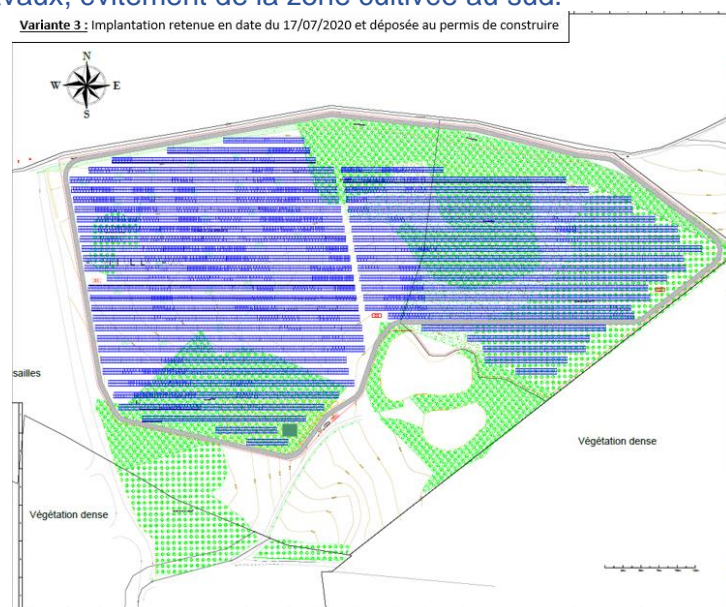 avaux, évitement de la zone cultivée au sud.
Variante 3 : Implantation retenue en date du 17/07/2020 et déposée au permis de construire
N
W E
S
sailles
Végétation dense
Végétation dense